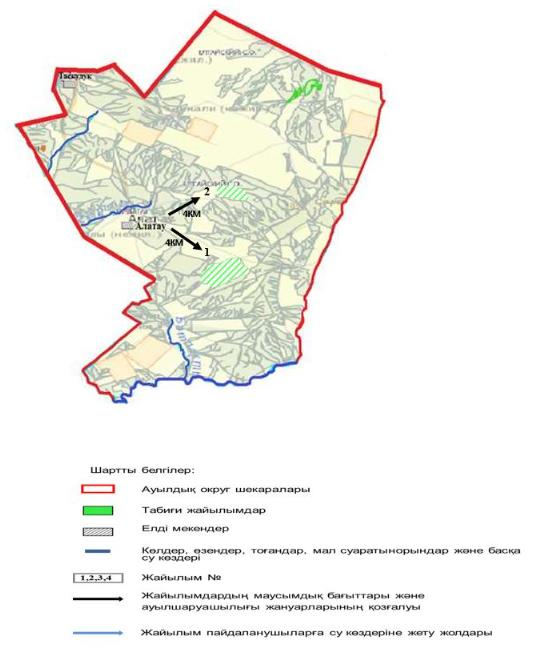 ТАЙСКИЙ С.О.
Таскудук
ТАЙСКИЙ С.О.
2
4КМ
Алатау
4КМ
1
Шартты белгілер:
Ауылдық округ шекаралары
Табиғи жайылымдар
Елді мекендер
Көлдер, өзендер, тоғандар, мал суаратынорындар және басқа
су көздері
1,2,3,4 Жайылым №
Жайылымдардың маусымдық бағыттары және
ауылшаруашылығы жануарларының қозғалуы
Жайылым пайдаланушыларға су көздеріне жету жолдары